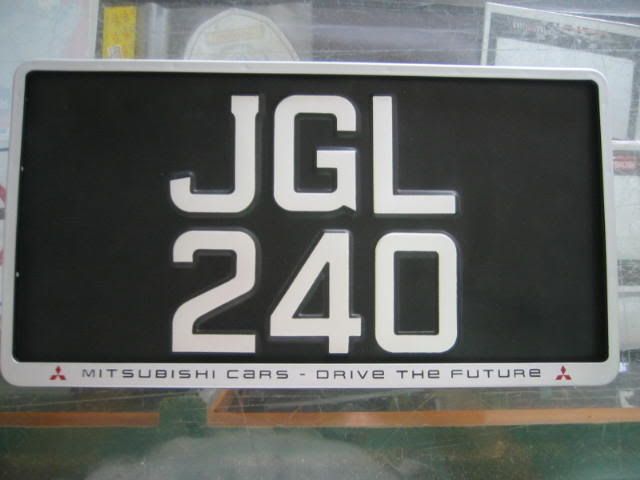 JGL
240
MITSUBISHI CARS - DRIVE THE FUTURE